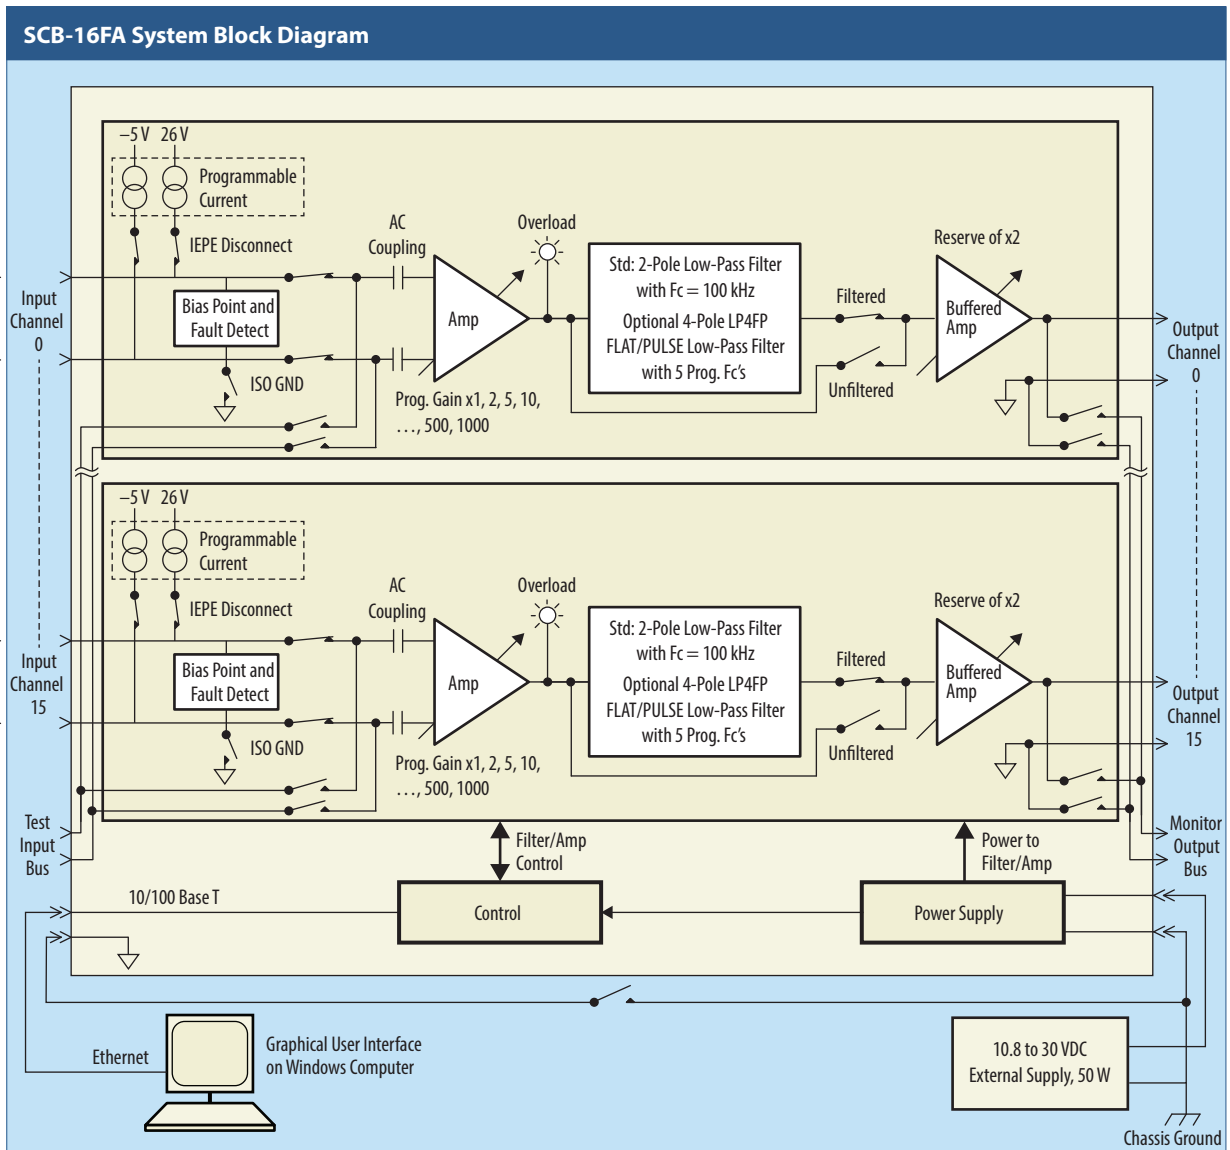 SCB-16FA System Block Diagram
–5 V 26 V
Programmable
Current
IEPE Disconnect
AC
Coupling
Overload
Reserve of x2
Input
Channel
0
Bias Point and
Fault Detect
ISO GND
Amp
Prog. Gain x1, 2, 5, 10,
…, 500, 1000
Std: 2-Pole Low-Pass Filter
with Fc = 100 kHz
Optional 4-Pole LP4FP
FLAT/PULSE Low-Pass Filter
with 5 Prog. Fc's
Filtered
Unfiltered
Buffered
Amp
Output
Channel
0
–5 V 26 V
Programmable
Current
IEPE Disconnect
AC
Coupling
Overload
Reserve of x2
Input
Channel
15
Bias Point and
Fault Detect
ISO GND
Amp
Prog. Gain x1, 2, 5, 10,
…, 500, 1000
Std: 2-Pole Low-Pass Filter
with Fc = 100 kHz
Optional 4-Pole LP4FP
FLAT/PULSE Low-Pass Filter
with 5 Prog. Fc's
Filtered
Unfiltered
Buffered
Amp
Output
Channel
15
Test
Input
Bus
Filter/Amp
Control
Power to
Filter/Amp
Monitor
Output
Bus
10/100 Base T
Control
Power Supply
Ethernet
Graphical User Interface
on Windows Computer
10.8 to 30 VDC
External Supply, 50 W
Chassis Ground